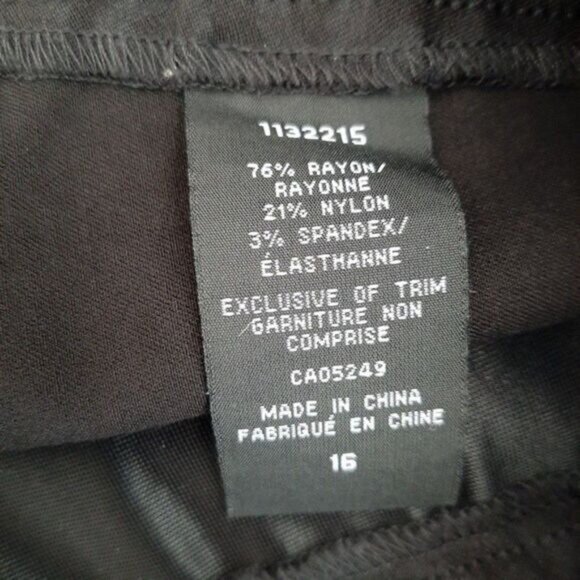 1132215
76% RAYON/
RAYONNE
21% NYLON
3% SPANDEX/
ÉLASTHANNE
EXCLUSIVE OF TRIM
/GARNITURE NON
COMPRISE
CA05249
MADE IN CHINA
FABRIQUÉ EN CHINE
16